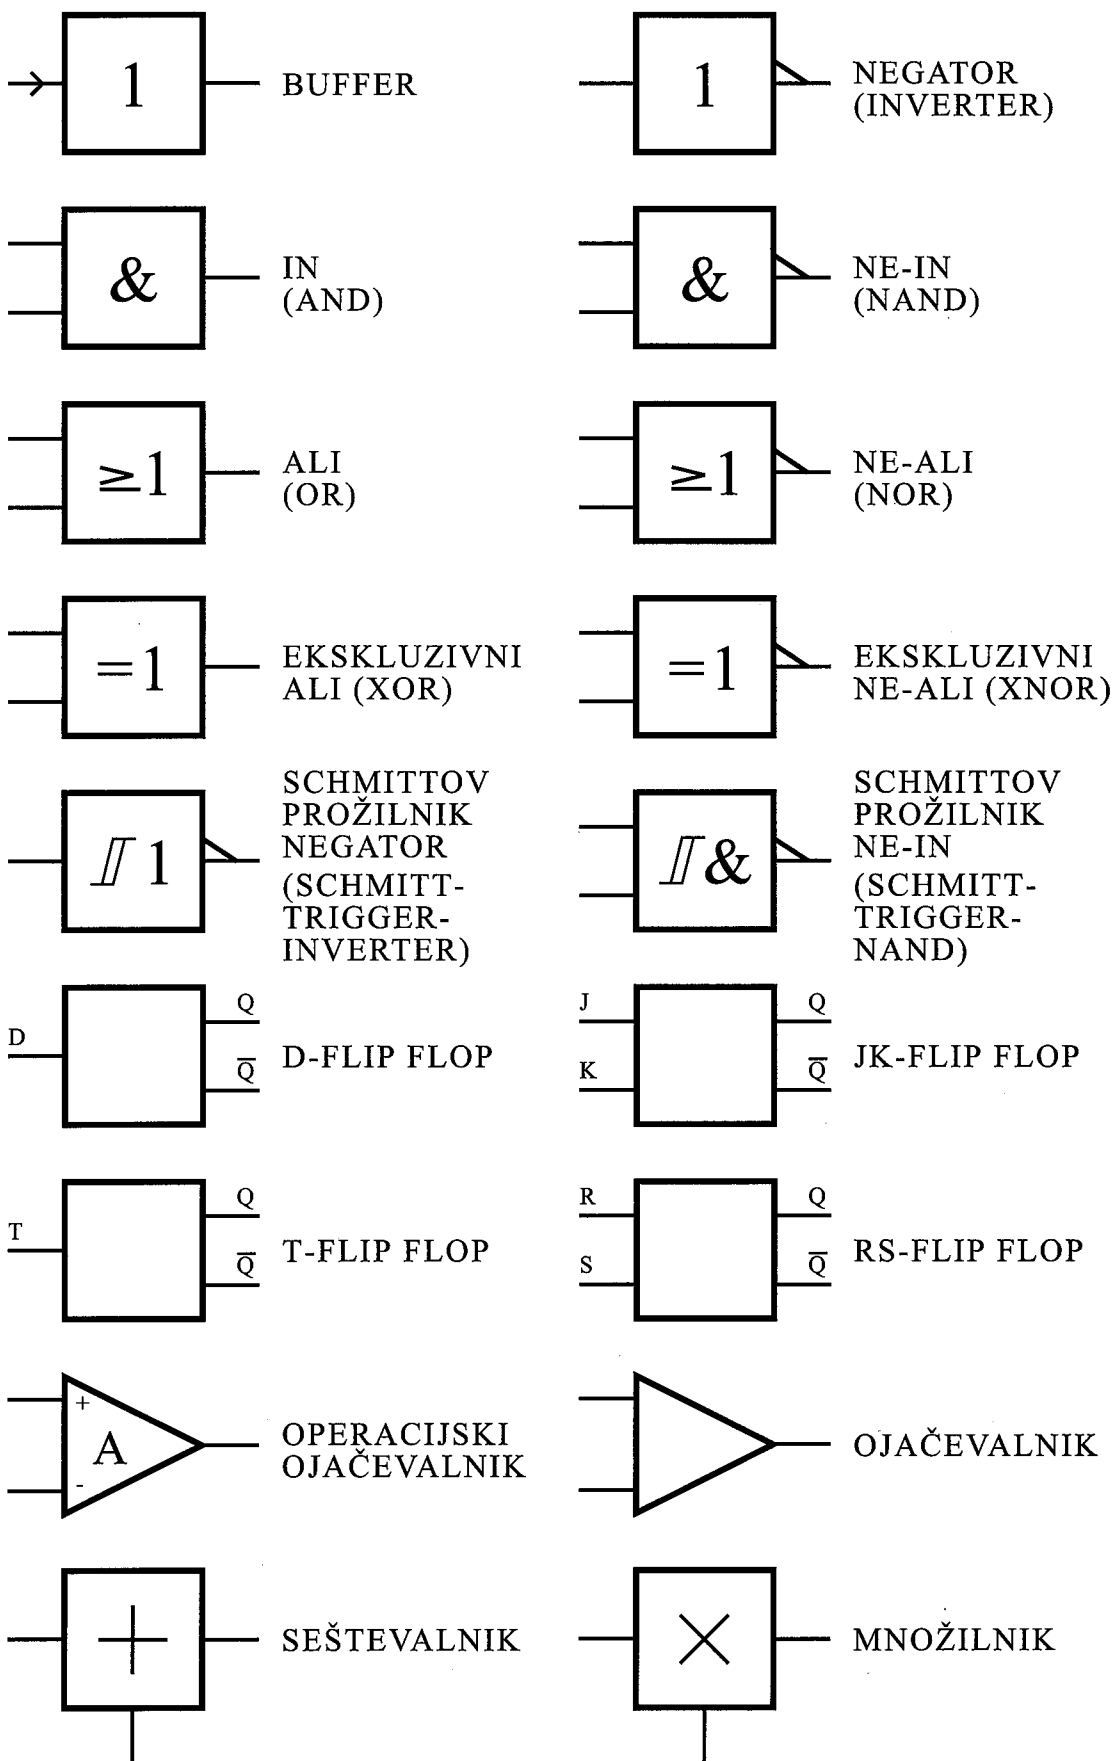 1
BUFFER
1
NEGATOR
(INVERTER)
&
IN
(AND)
&
NE-IN
(NAND)
≥1
ALI
(OR)
≥1
NE-ALI
(NOR)
=1
EKSKLUZIVNI
ALI (XOR)
=1
EKSKLUZIVNI
NE-ALI (XNOR)
1
SCHMITTOV
PROŽILNIK
NEGATOR
(SCHMITT-
TRIGGER-
INVERTER)
&
SCHMITTOV
PROŽILNIK
NE-IN
(SCHMITT-
TRIGGER-
NAND)
D
Q
Q̅
D-FLIP FLOP
J
K
Q
Q̅
JK-FLIP FLOP
T
Q
Q̅
T-FLIP FLOP
R
S
Q
Q̅
RS-FLIP FLOP
+
A
-
OPERACIJSKI
OJAČEVALNIK
OJAČEVALNIK
+
SEŠTEVALNIK
×
MNOŽILNIK